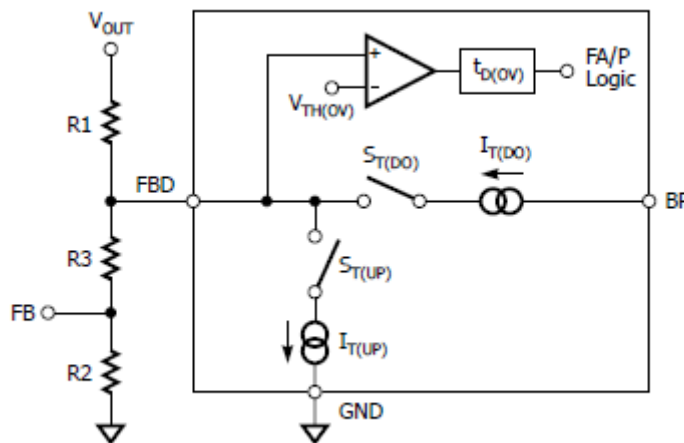 VOUT
R1
FBD
R3
FB
R2
+
-
VTH(OV)
tD(OV)
FA/P
Logic
ST(DO)
IT(DO)
BP
ST(UP)
IT(UP)
GND